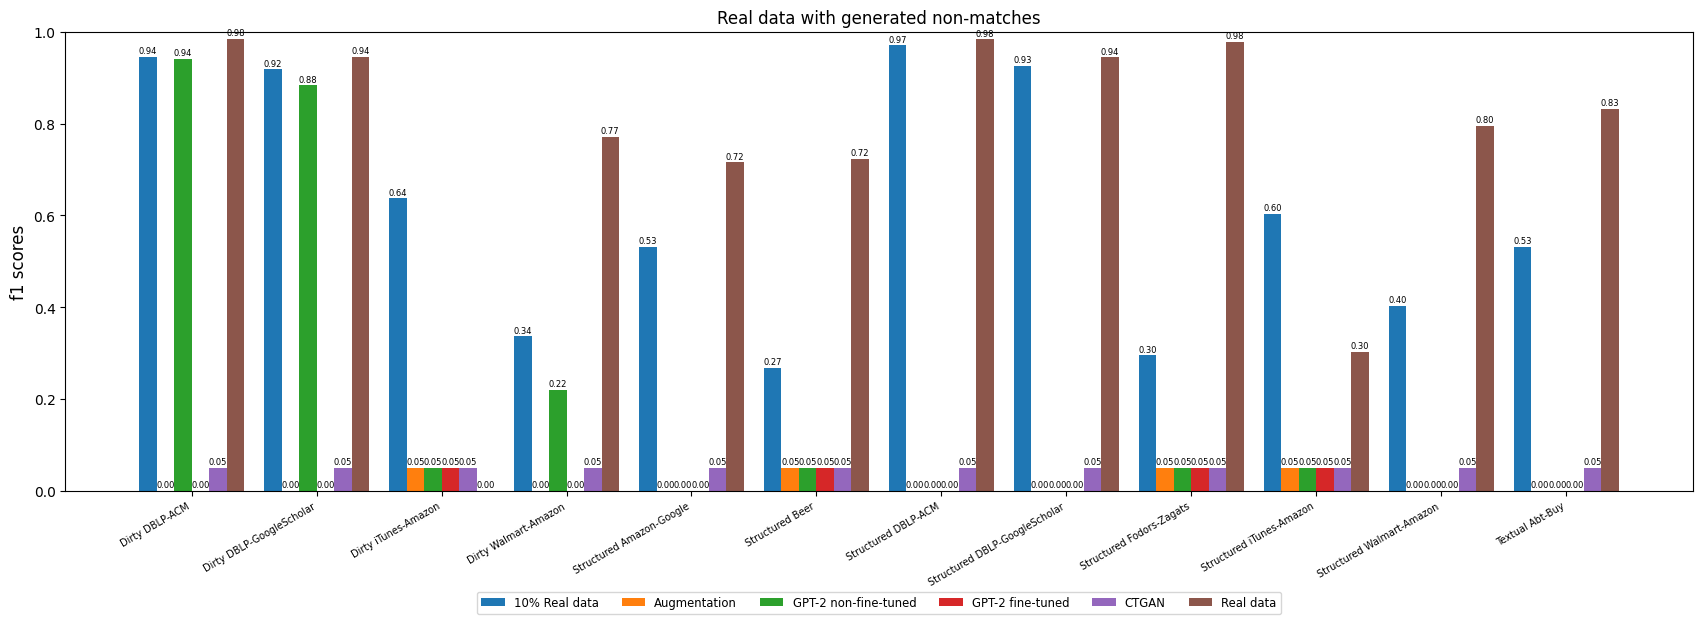 Real data with generated non-matches
f1 scores
1.0
0.8
0.6
0.4
0.2
0.0
0.94 0.00 0.94 0.00 0.05 0.98
0.92 0.00 0.88 0.00 0.05 0.94
0.64 0.05 0.05 0.05 0.05 0.00
0.34 0.00 0.22 0.00 0.05 0.77
0.53 0.00 0.00 0.00 0.05 0.72
0.27 0.05 0.05 0.05 0.05 0.72
0.97 0.00 0.00 0.00 0.05 0.98
0.93 0.00 0.00 0.00 0.05 0.94
0.30 0.05 0.05 0.05 0.05 0.98
0.60 0.05 0.05 0.05 0.05 0.30
0.40 0.00 0.00 0.00 0.05 0.80
0.53 0.00 0.00 0.00 0.05 0.83
Dirty DBLP-ACM
Dirty DBLP-GoogleScholar
Dirty iTunes-Amazon
Dirty Walmart-Amazon
Structured Amazon-Google
Structured Beer
Structured DBLP-ACM
Structured DBLP-GoogleScholar
Structured Fodors-Zagats
Structured iTunes-Amazon
Structured Walmart-Amazon
Textual Abt-Buy
10% Real data Augmentation GPT-2 non-fine-tuned GPT-2 fine-tuned CTGAN Real data